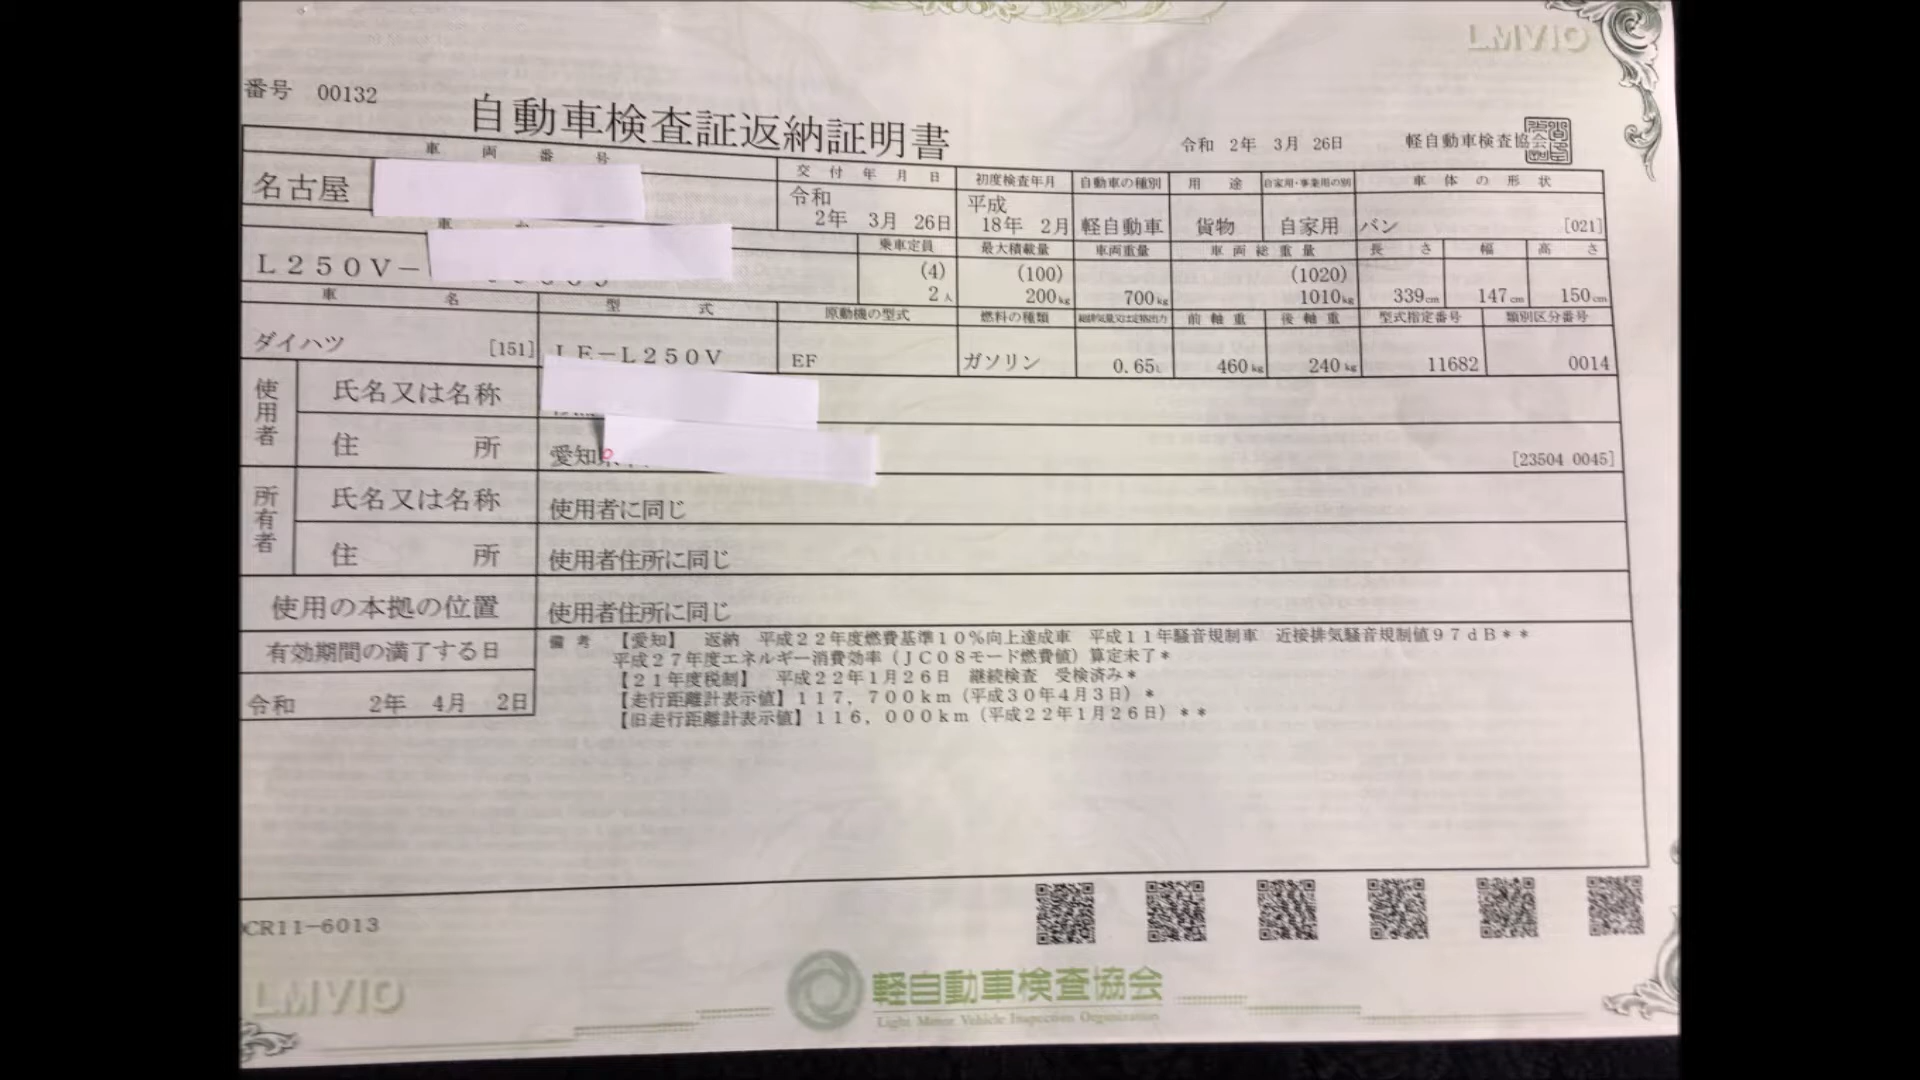 LMVIO
番号 00132
自動車検査証返納証明書
令和 2年 3月 26日 軽自動車検査協会
車両番号 交付年月日 初度検査年月 自動車の種別 用途 自家用・事業用の別 車体の形状
名古屋 令和 2年 3月 26日 平成 18年 2月 軽自動車 貨物 自家用 バン [021]
乗車定員 最大積載量 車両重量 車両総重量 長さ 幅 高さ
L250V- (4) (100) (1020)
2人 200kg 700kg 1010kg 339cm 147cm 150cm
車名 型式 原動機の型式 燃料の種類 総排気量又は定格出力 前軸重 後軸重 型式指定番号 類別区分番号
ダイハツ [151] LE-L250V EF ガソリン 0.65L 460kg 240kg 11682 0014
使用者 氏名又は名称
住所 愛知 [23504 0045]
所有者 氏名又は名称 使用者に同じ
住所 使用者住所に同じ
使用の本拠の位置 使用者住所に同じ
有効期間の満了する日
令和 2年 4月 2日
備考 【愛知】 返納 平成22年度燃費基準10%向上達成車 平成11年騒音規制車 近接排気騒音規制値97dB**
平成27年度エネルギー消費効率(JC08モード燃費値)算定未了*
【21年度税制】 平成22年1月26日 継続検査 受検済み*
【走行距離計表示値】117,700km(平成30年4月3日)*
【旧走行距離計表示値】116,000km(平成22年1月26日)**
CR11-6013
LMVIO
軽自動車検査協会
Light Motor Vehicle Inspection Organization